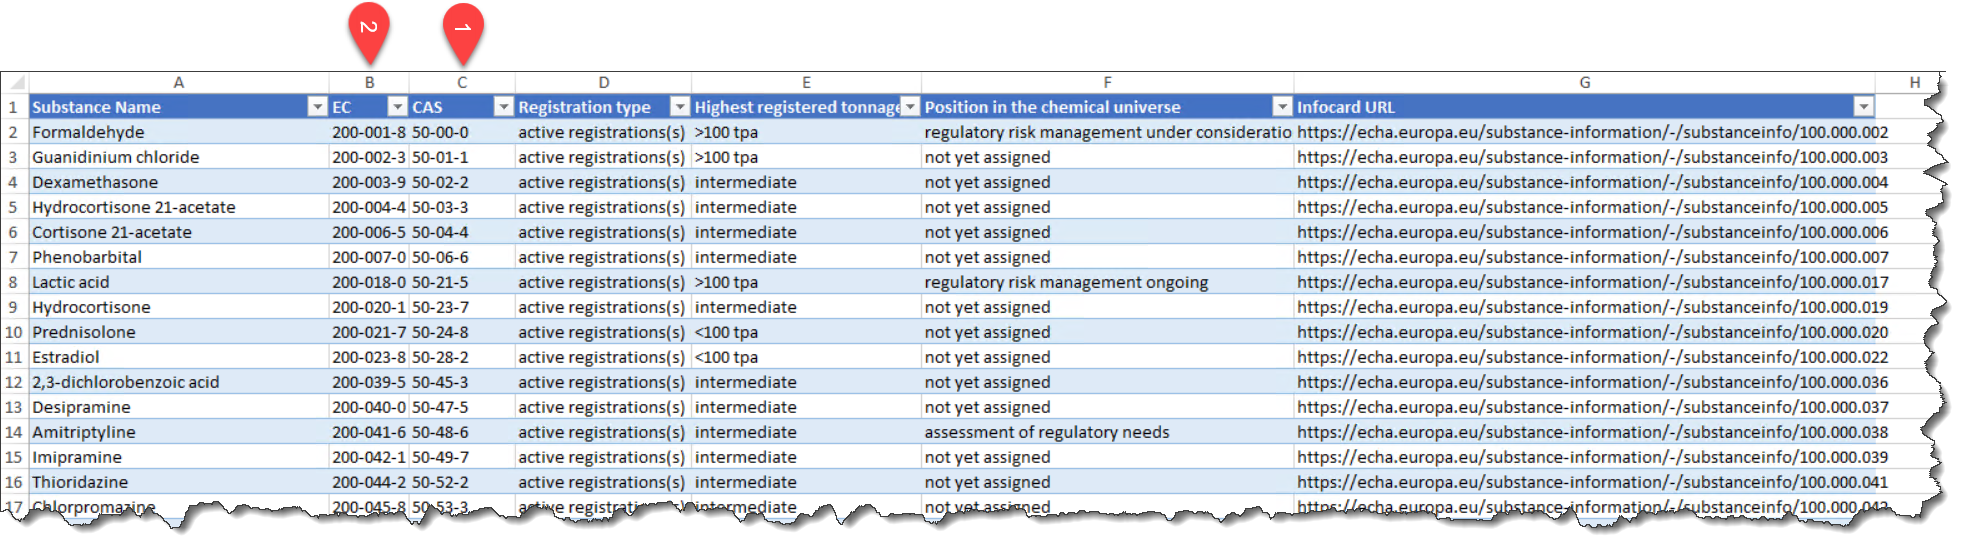 2 1
A B C D E F G H
1 Substance Name EC CAS Registration type Highest registered tonnage Position in the chemical universe Infocard URL
2 Formaldehyde 200-001-8 50-00-0 active registrations(s) >100 tpa regulatory risk management under consideratio https://echa.europa.eu/substance-information/-/substanceinfo/100.000.002
3 Guanidinium chloride 200-002-3 50-01-1 active registrations(s) >100 tpa not yet assigned https://echa.europa.eu/substance-information/-/substanceinfo/100.000.003
4 Dexamethasone 200-003-9 50-02-2 active registrations(s) intermediate not yet assigned https://echa.europa.eu/substance-information/-/substanceinfo/100.000.004
5 Hydrocortisone 21-acetate 200-004-4 50-03-3 active registrations(s) intermediate not yet assigned https://echa.europa.eu/substance-information/-/substanceinfo/100.000.005
6 Cortisone 21-acetate 200-006-5 50-04-4 active registrations(s) intermediate not yet assigned https://echa.europa.eu/substance-information/-/substanceinfo/100.000.006
7 Phenobarbital 200-007-0 50-06-6 active registrations(s) intermediate not yet assigned https://echa.europa.eu/substance-information/-/substanceinfo/100.000.007
8 Lactic acid 200-018-0 50-21-5 active registrations(s) >100 tpa regulatory risk management ongoing https://echa.europa.eu/substance-information/-/substanceinfo/100.000.017
9 Hydrocortisone 200-020-1 50-23-7 active registrations(s) intermediate not yet assigned https://echa.europa.eu/substance-information/-/substanceinfo/100.000.019
10 Prednisolone 200-021-7 50-24-8 active registrations(s) <100 tpa not yet assigned https://echa.europa.eu/substance-information/-/substanceinfo/100.000.020
11 Estradiol 200-023-8 50-28-2 active registrations(s) <100 tpa not yet assigned https://echa.europa.eu/substance-information/-/substanceinfo/100.000.022
12 2,3-dichlorobenzoic acid 200-039-5 50-45-3 active registrations(s) intermediate not yet assigned https://echa.europa.eu/substance-information/-/substanceinfo/100.000.036
13 Desipramine 200-040-0 50-47-5 active registrations(s) intermediate not yet assigned https://echa.europa.eu/substance-information/-/substanceinfo/100.000.037
14 Amitriptyline 200-041-6 50-48-6 active registrations(s) intermediate assessment of regulatory needs https://echa.europa.eu/substance-information/-/substanceinfo/100.000.038
15 Imipramine 200-042-1 50-49-7 active registrations(s) intermediate not yet assigned https://echa.europa.eu/substance-information/-/substanceinfo/100.000.039
16 Thioridazine 200-044-2 50-52-2 active registrations(s) intermediate not yet assigned https://echa.europa.eu/substance-information/-/substanceinfo/100.000.041
17 Chlorpromazine 200-045-8 50-53-3 active registrations(s) intermediate not yet assigned